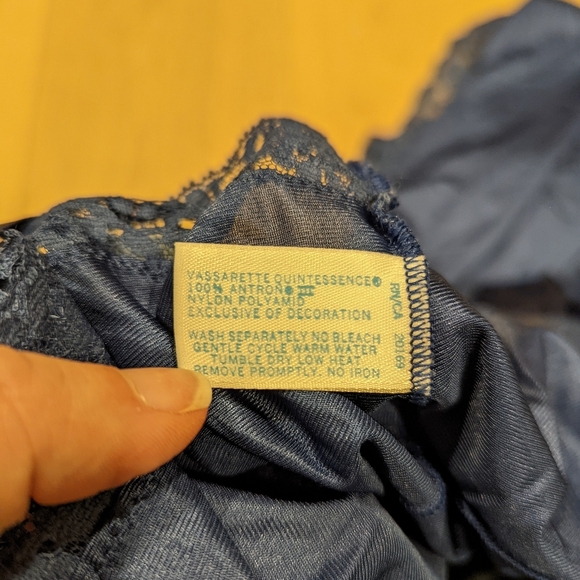 VASSARETTE QUINTESSENCE®
100% ANTRON® III
NYLON POLYAMID
EXCLUSIVE OF DECORATION
WASH SEPARATELY NO BLEACH
GENTLE CYCLE WARM WATER
TUMBLE DRY LOW HEAT
REMOVE PROMPTLY. NO IRON
RN/CA 20169